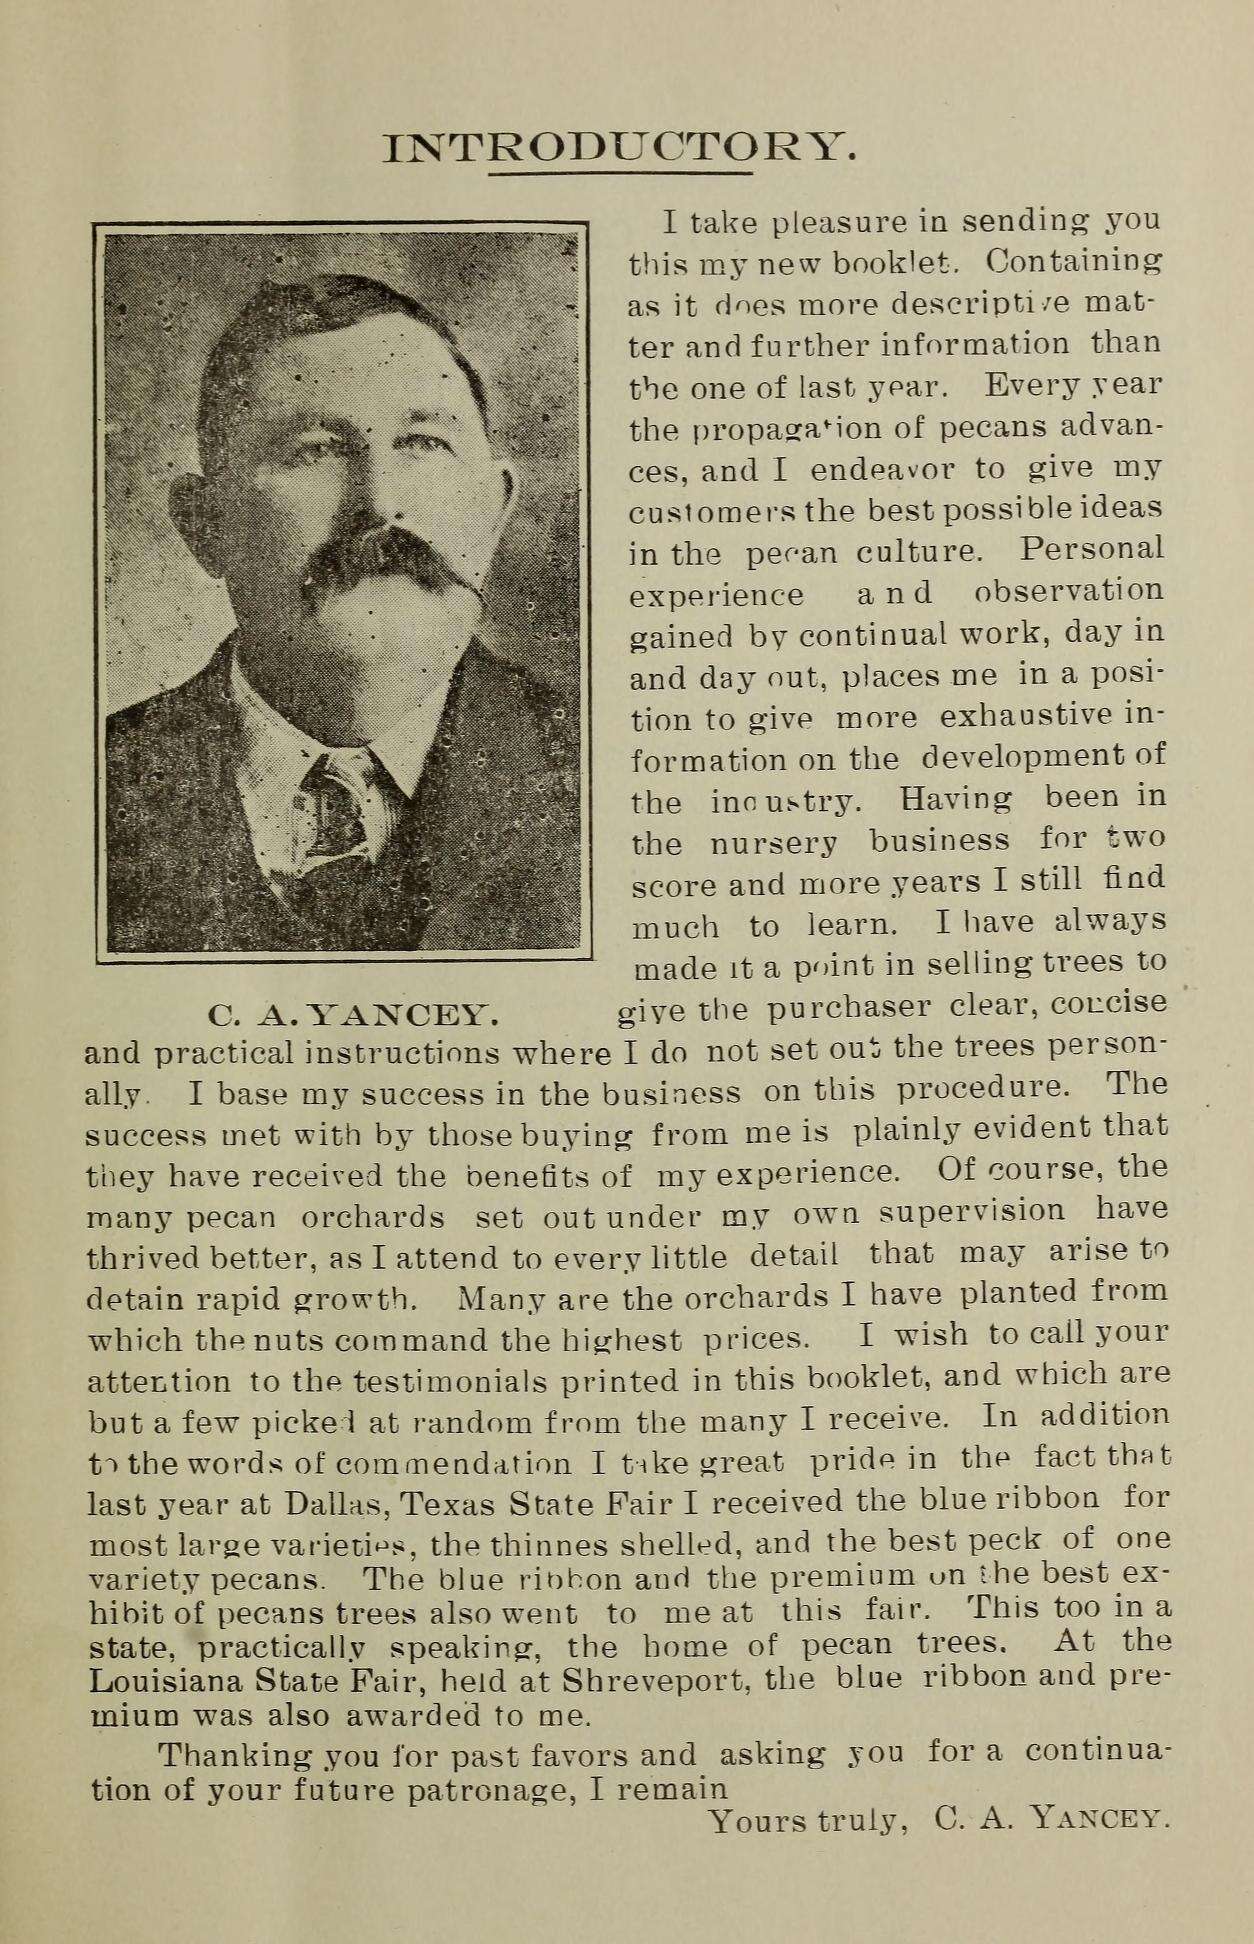 INTRODUCTORY.
I take pleasure in sending you
this my new booklet. Containing
as it does more descriptive mat-
ter and further information than
the one of last year. Every year
the propagation of pecans advan-
ces, and I endeavor to give my
customers the best possible ideas
in the pecan culture. Personal
experience and observation
gained by continual work, day in
and day out, places me in a posi-
tion to give more exhaustive in-
formation on the development of
the industry. Having been in
the nursery business for two
score and more years I still find
much to learn. I have always
made it a point in selling trees to
C. A. YANCEY.
give the purchaser clear, concise
and practical instructions where I do not set out the trees person-
ally. I base my success in the business on this procedure. The
success met with by those buying from me is plainly evident that
they have received the benefits of my experience. Of course, the
many pecan orchards set out under my own supervision have
thrived better, as I attend to every little detail that may arise to
detain rapid growth. Many are the orchards I have planted from
which the nuts command the highest prices. I wish to call your
attention to the testimonials printed in this booklet, and which are
but a few picked at random from the many I receive. In addition
to the words of commendation I take great pride in the fact that
last year at Dallas, Texas State Fair I received the blue ribbon for
most large varieties, the thinnes shelled, and the best peck of one
variety pecans. The blue ribbon and the premium on the best ex-
hibit of pecans trees also went to me at this fair. This too in a
state, practically speaking, the home of pecan trees. At the
Louisiana State Fair, held at Shreveport, the blue ribbon and pre-
mium was also awarded to me.
Thanking you for past favors and asking you for a continua-
tion of your future patronage, I remain
Yours truly, C. A. YANCEY.